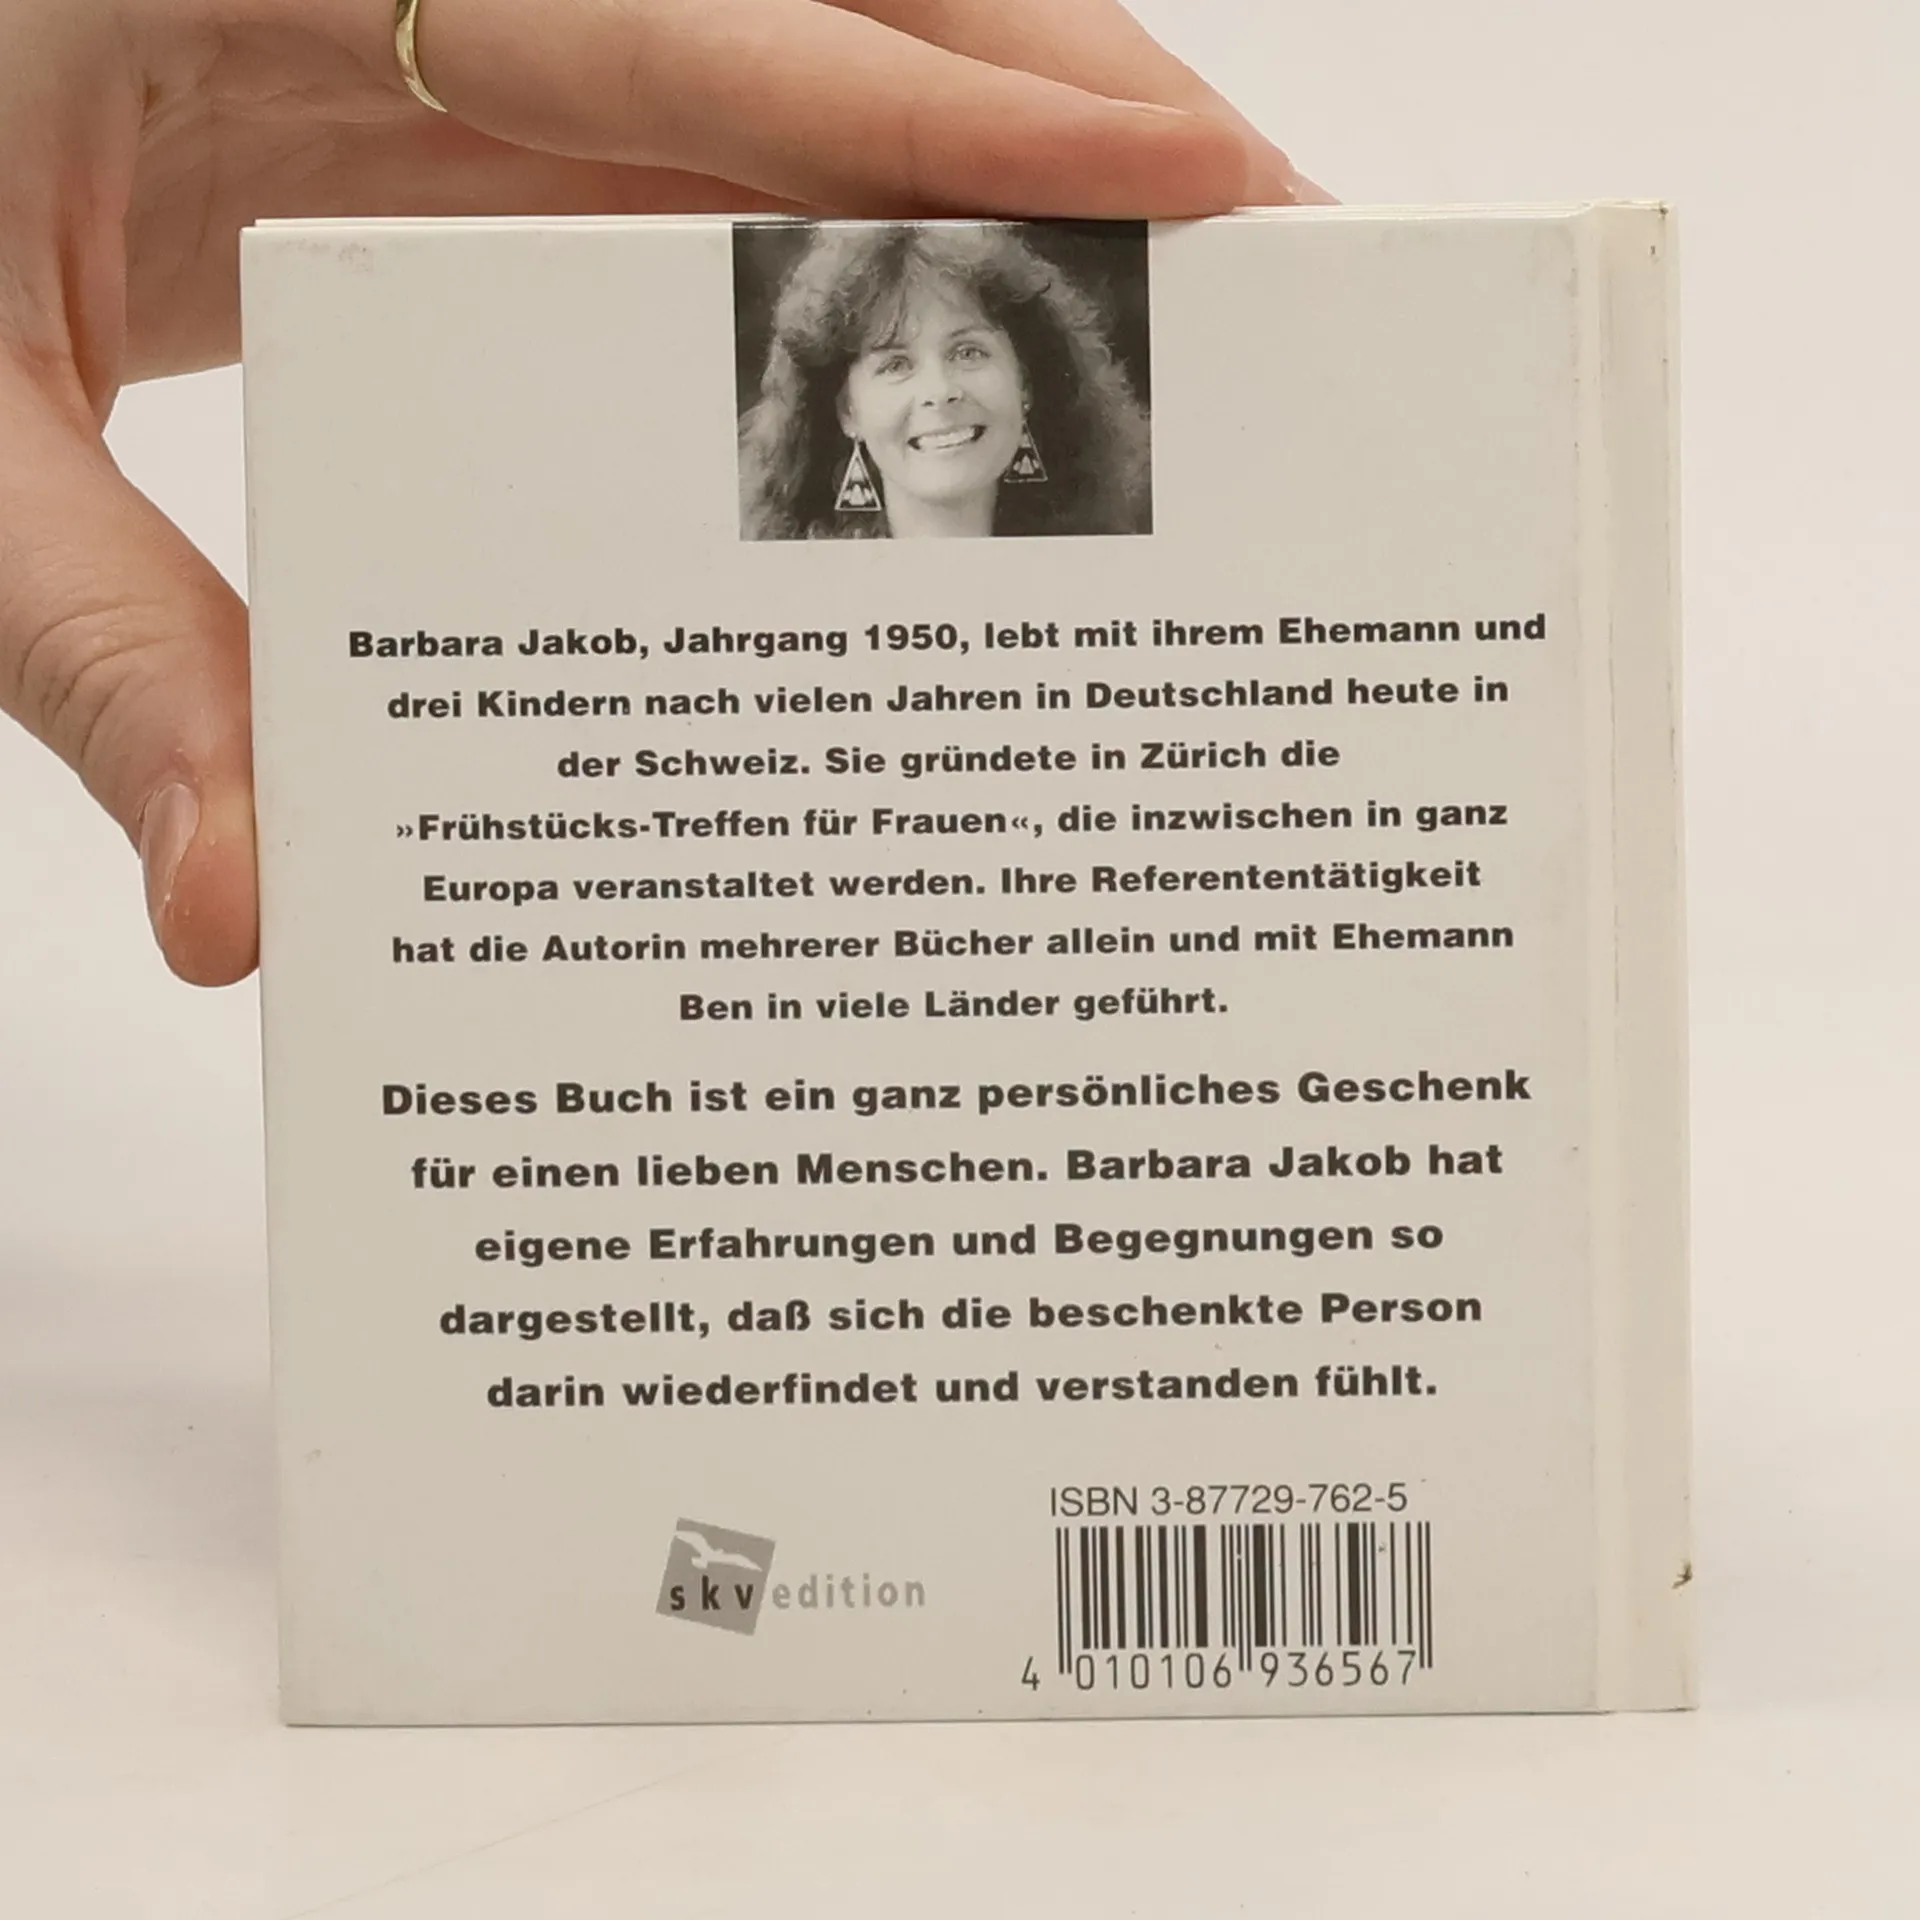 Barbara Jakob, Jahrgang 1950, lebt mit ihrem Ehemann und
drei Kindern nach vielen Jahren in Deutschland heute in
der Schweiz. Sie gründete in Zürich die
»Frühstücks-Treffen für Frauen«, die inzwischen in ganz
Europa veranstaltet werden. Ihre Referententätigkeit
hat die Autorin mehrerer Bücher allein und mit Ehemann
Ben in viele Länder geführt.
Dieses Buch ist ein ganz persönliches Geschenk
für einen lieben Menschen. Barbara Jakob hat
eigene Erfahrungen und Begegnungen so
dargestellt, daß sich die beschenkte Person
darin wiederfindet und verstanden fühlt.
skv edition
ISBN 3-87729-762-5
4 010106 936567